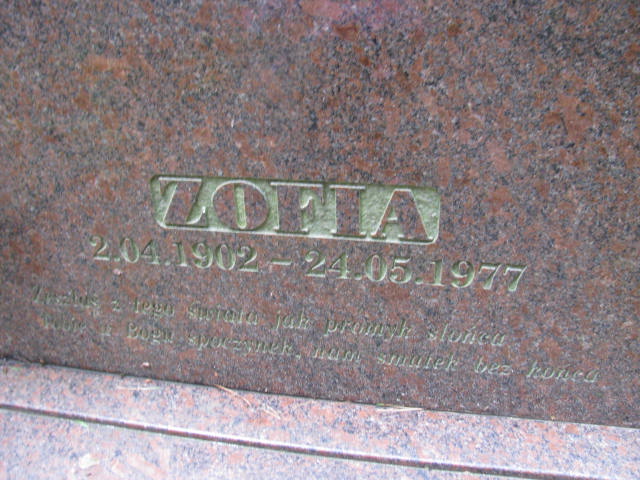 ZOFIA
2.04.1902 - 24.05.1977
Zeszłaś z tego świata jak promyk słońca
Tobie u Boga spoczynek, nam smutek bez końca